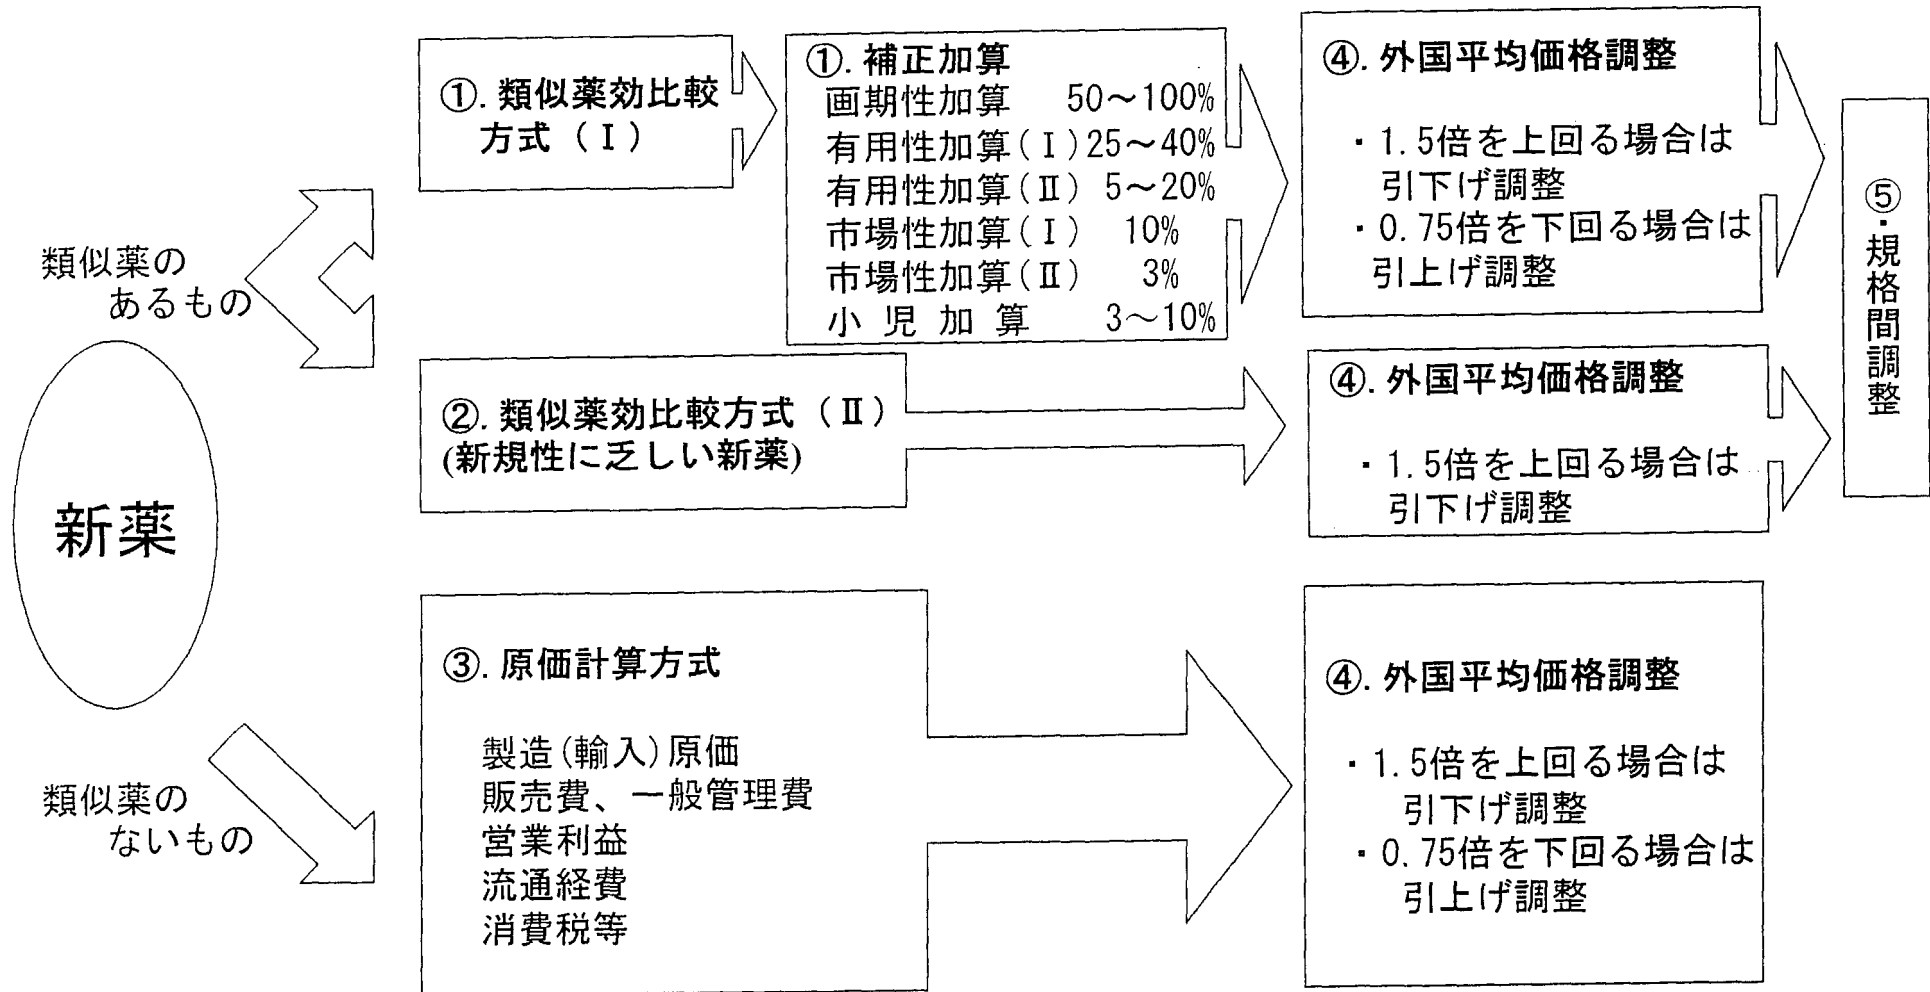 新薬
類似薬の
あるもの
類似薬の
ないもの
①. 類似薬効比較
方式（Ⅰ）
①. 補正加算
画期性加算 50～100%
有用性加算(Ⅰ)25～40%
有用性加算(Ⅱ) 5～20%
市場性加算(Ⅰ) 10%
市場性加算(Ⅱ) 3%
小児加算 3～10%
④. 外国平均価格調整
・1.5倍を上回る場合は
引下げ調整
・0.75倍を下回る場合は
引上げ調整
②. 類似薬効比較方式（Ⅱ）
(新規性に乏しい新薬)
④. 外国平均価格調整
・1.5倍を上回る場合は
引下げ調整
⑤・規格間調整
③. 原価計算方式
製造(輸入)原価
販売費、一般管理費
営業利益
流通経費
消費税等
④. 外国平均価格調整
・1.5倍を上回る場合は
引下げ調整
・0.75倍を下回る場合は
引上げ調整